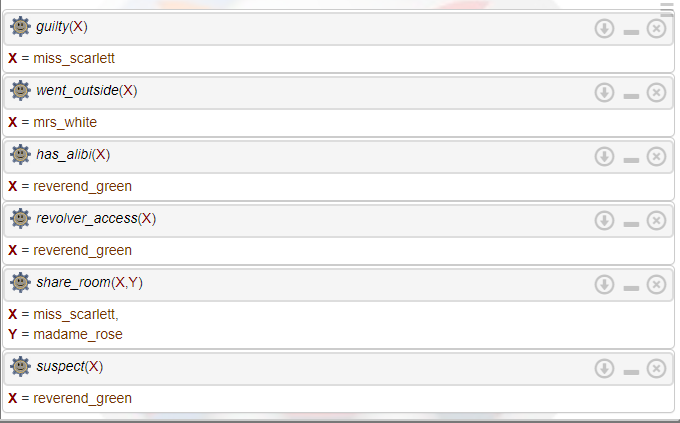 guilty(X)
X = miss_scarlett
went_outside(X)
X = mrs_white
has_alibi(X)
X = reverend_green
revolver_access(X)
X = reverend_green
share_room(X,Y)
X = miss_scarlett,
Y = madame_rose
suspect(X)
X = reverend_green